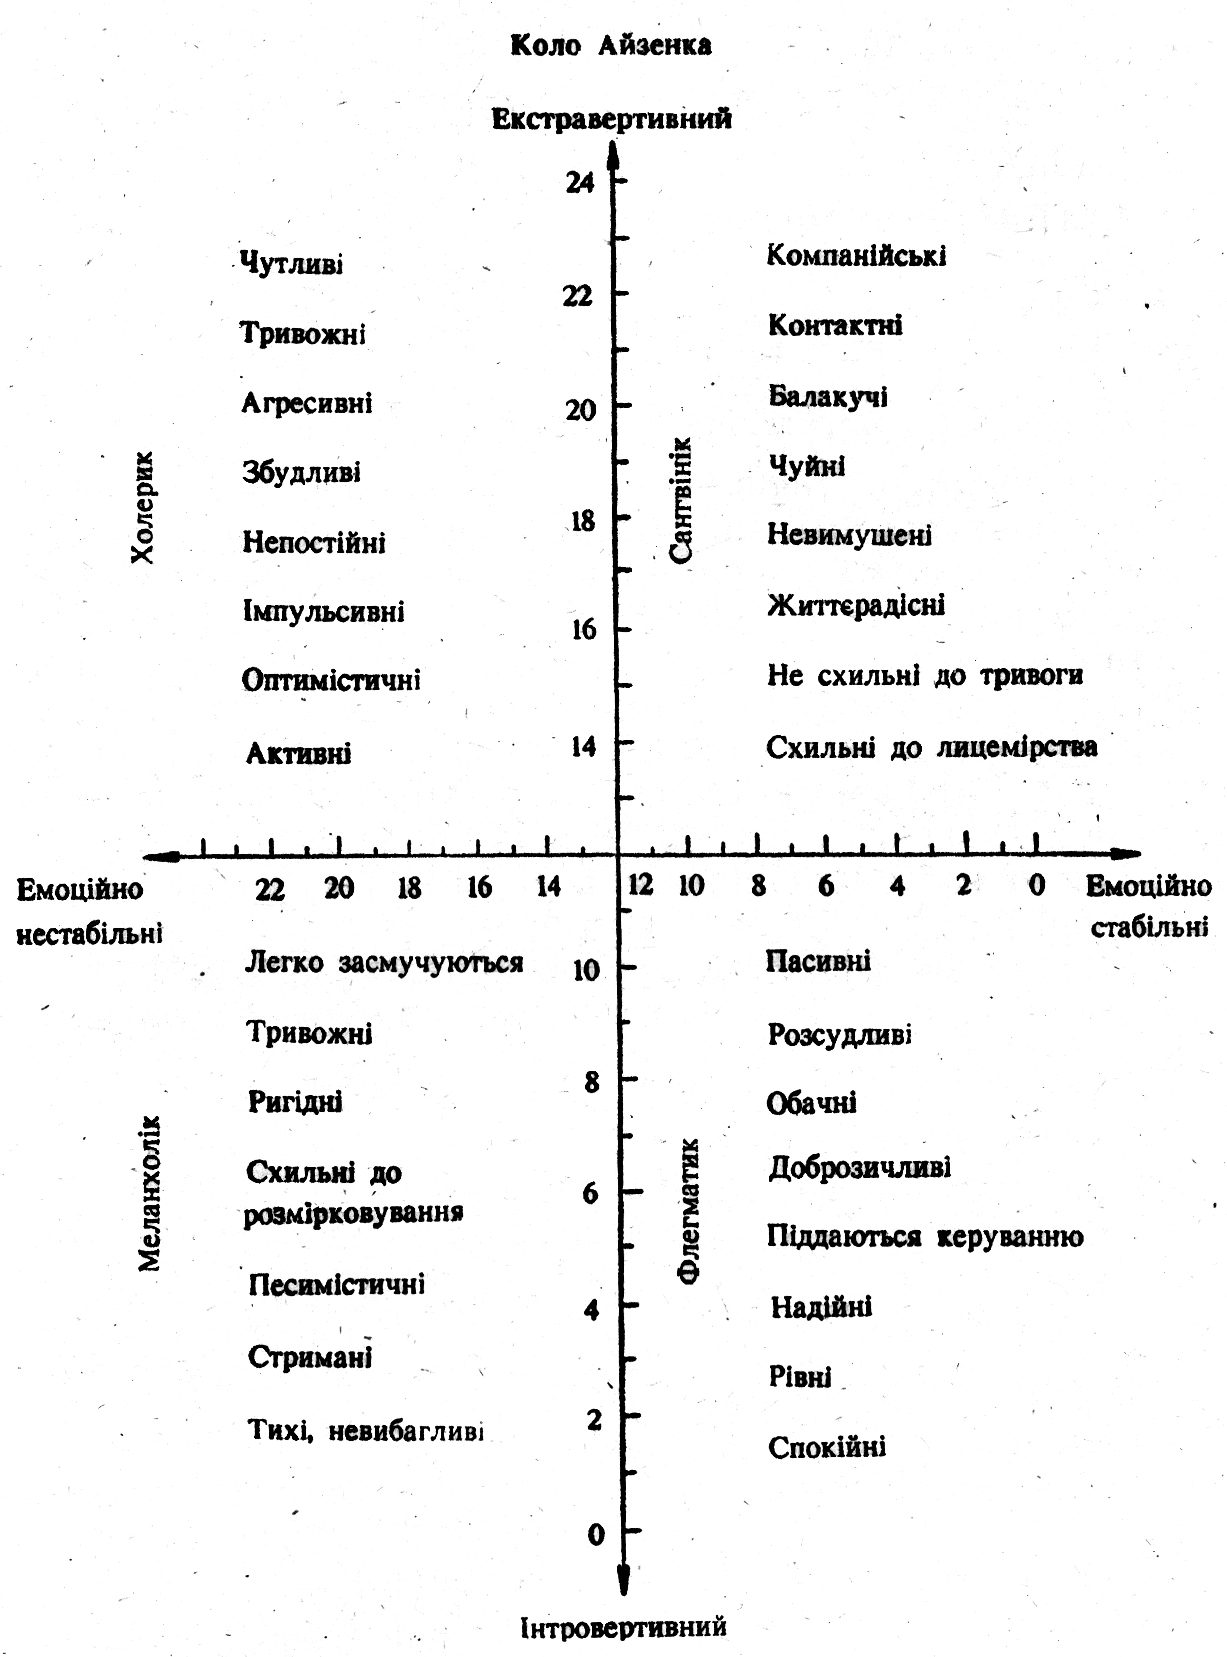 Коло Айзенка
Екстравертивний
24
22
20
18
16
14
Холерик
Чутливі
Тривожні
Агресивні
Збудливі
Непостійні
Імпульсивні
Оптимістичні
Активні
Сангвінік
Компанійські
Контактні
Балакучі
Чуйні
Невимушені
Життєрадісні
Не схильні до тривоги
Схильні до лицемірства
Емоційно
нестабільні
22 20 18 16 14 12 10 8 6 4 2 0
Емоційно
стабільні
Меланхолік
Легко засмучуються
Тривожні
Ригідні
Схильні до
розмірковування
Песимістичні
Стримані
Тихі, невибагливі
10
8
6
4
2
0
Флегматик
Пасивні
Розсудливі
Обачні
Доброзичливі
Піддаються керуванню
Надійні
Рівні
Спокійні
Інтровертивний